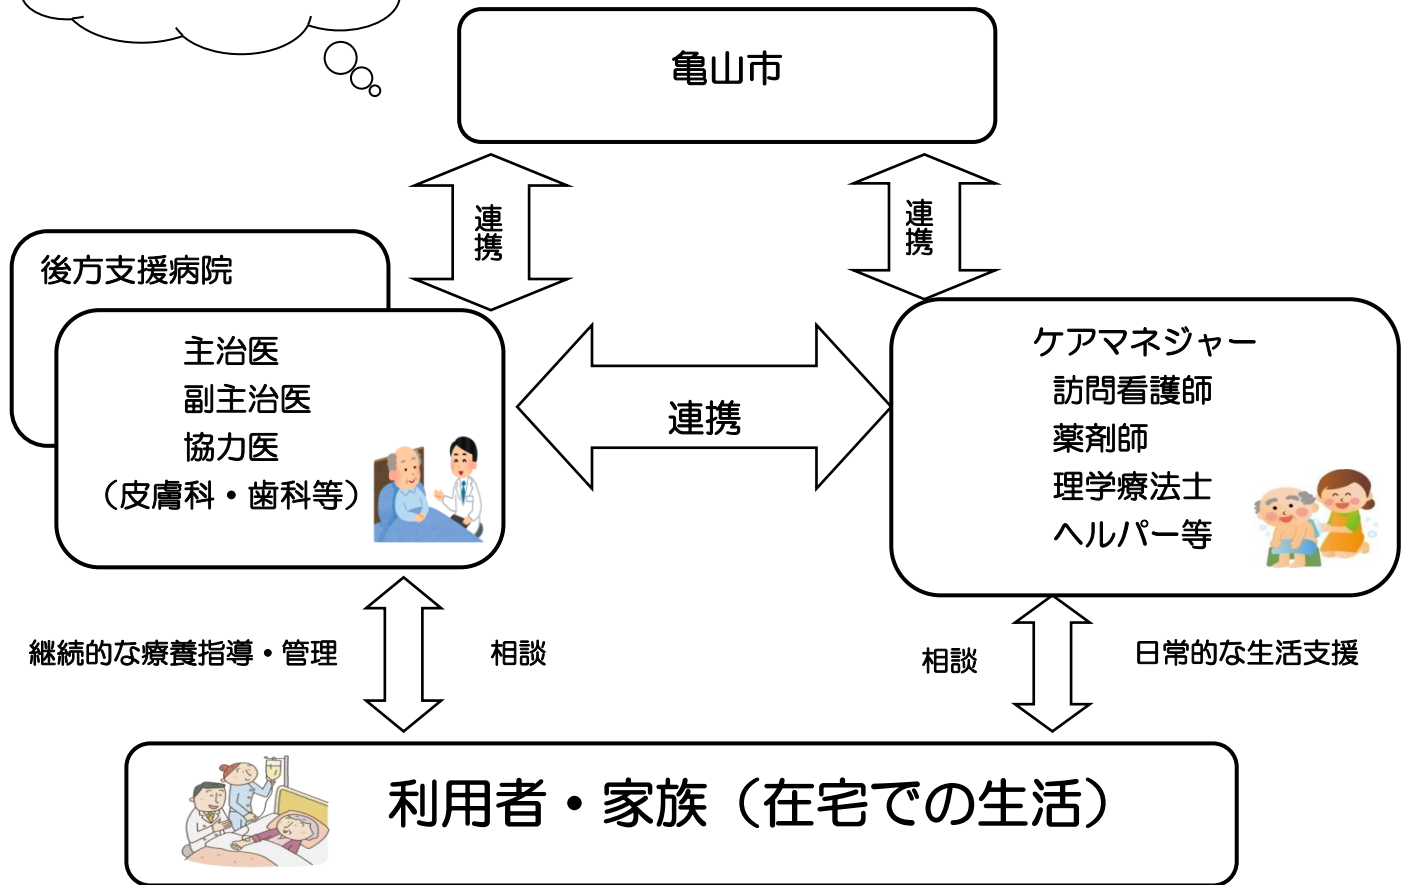 亀山市
連携
連携
後方支援病院
主治医
副主治医
協力医
（皮膚科・歯科等）
連携
ケアマネジャー
訪問看護師
薬剤師
理学療法士
ヘルパー等
継続的な療養指導・管理
相談
相談
日常的な生活支援
利用者・家族（在宅での生活）